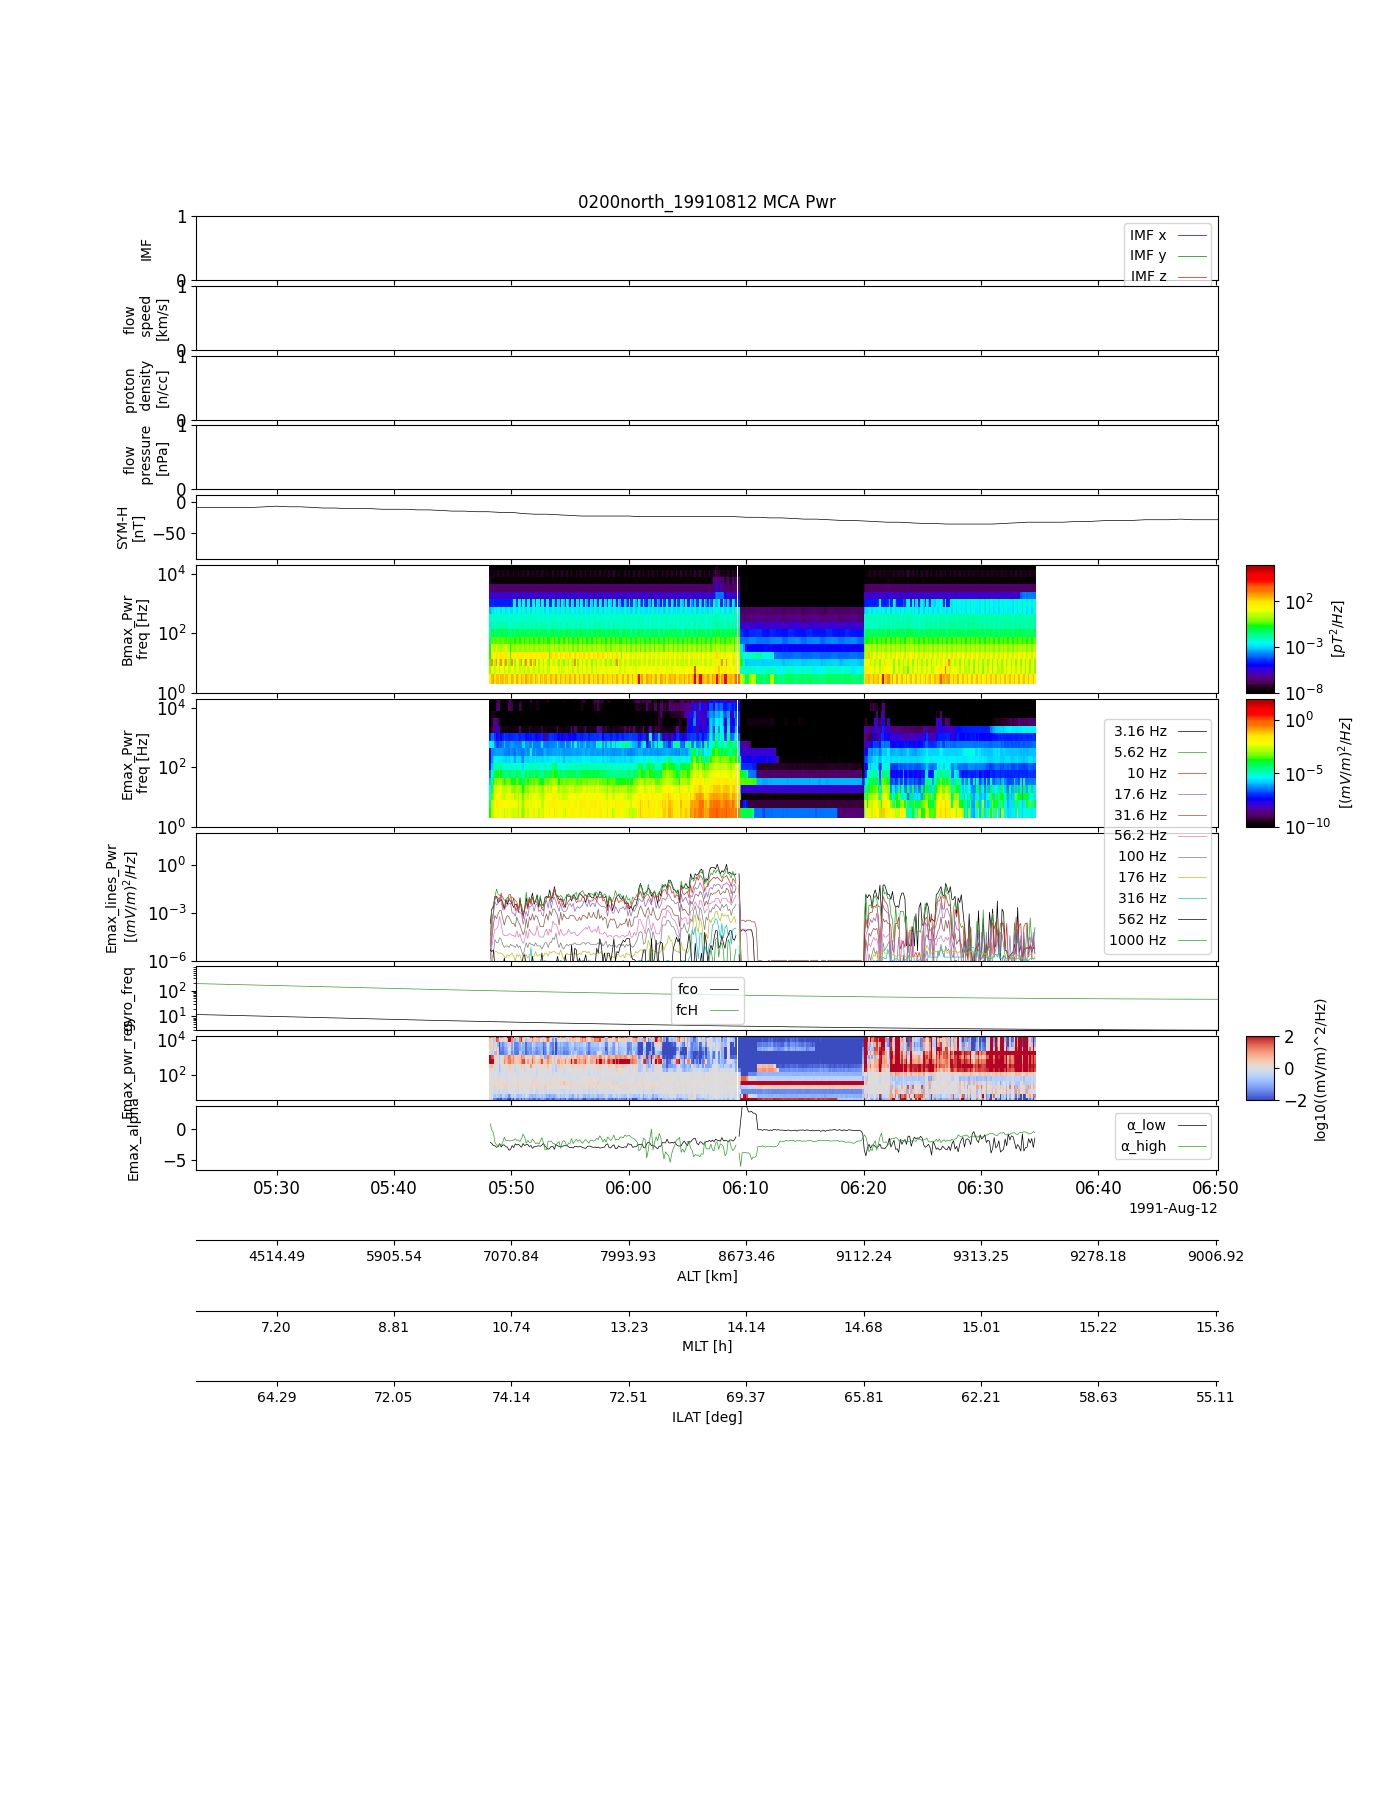 0200north_19910812 MCA Pwr
1
IMF
0
IMF x
IMF y
IMF z
1
flow
speed
[km/s]
0
1
proton
density
[n/cc]
0
1
flow
pressure
[nPa]
0
0
−50
SYM-H
[nT]
10^4
10^2
10^0
Bmax_Pwr
freq [Hz]
10^2
10^−3
10^−8
[pT^2/Hz]
10^4
10^2
10^0
Emax_Pwr
freq [Hz]
10^0
10^−5
10^−10
[(mV/m)^2/Hz]
3.16 Hz
5.62 Hz
10 Hz
17.6 Hz
31.6 Hz
56.2 Hz
100 Hz
176 Hz
316 Hz
562 Hz
1000 Hz
10^0
10^−3
10^−6
Emax_lines_Pwr
[(mV/m)^2/Hz]
10^2
10^1
gyro_freq
fco
fcH
10^4
10^2
Emax_pwr_reg
2
0
−2
log10((mV/m)^2/Hz)
0
−5
Emax_alpha
α_low
α_high
05:30 05:40 05:50 06:00 06:10 06:20 06:30 06:40 06:50
1991-Aug-12
4514.49 5905.54 7070.84 7993.93 8673.46 9112.24 9313.25 9278.18 9006.92
ALT [km]
7.20 8.81 10.74 13.23 14.14 14.68 15.01 15.22 15.36
MLT [h]
64.29 72.05 74.14 72.51 69.37 65.81 62.21 58.63 55.11
ILAT [deg]